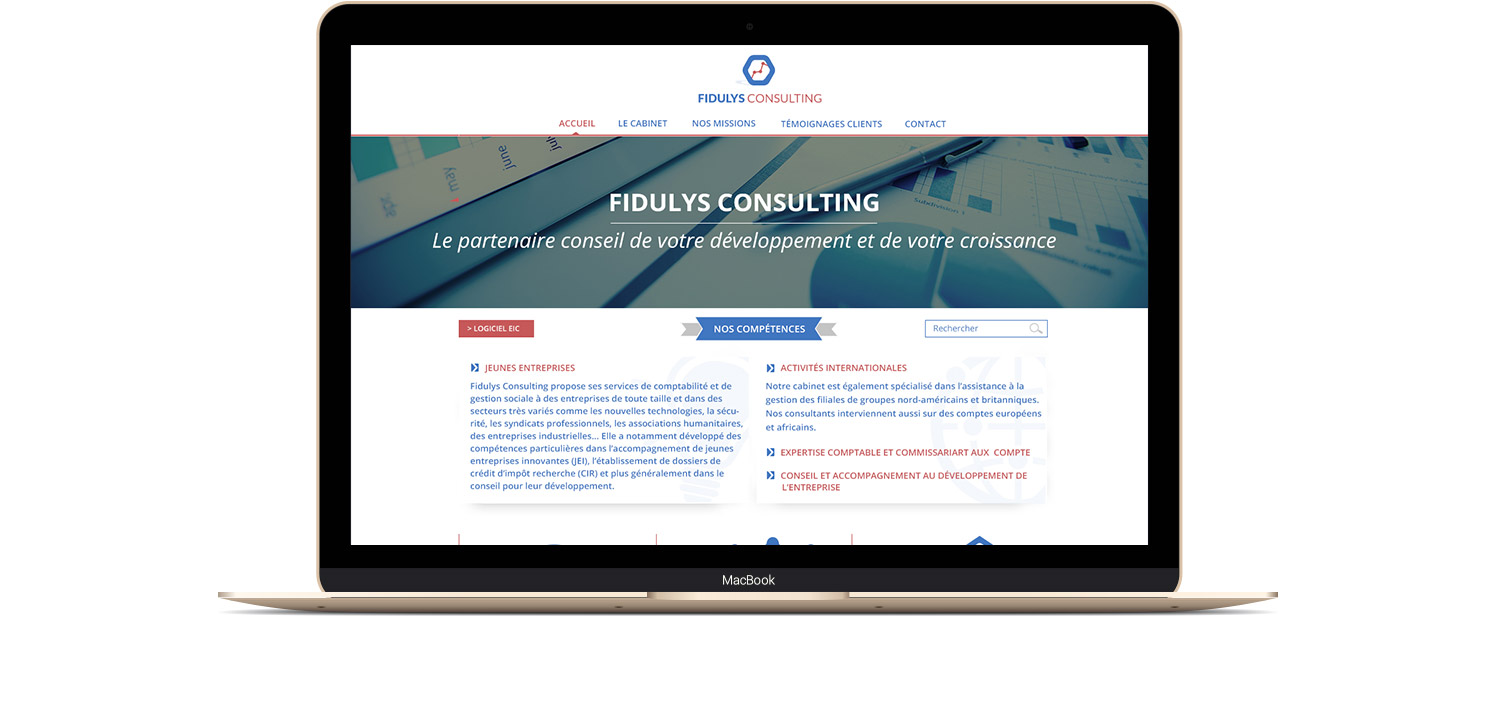 FIDULYS CONSULTING
ACCUEIL LE CABINET NOS MISSIONS TÉMOIGNAGES CLIENTS CONTACT
may june july
Subdivision 1
FIDULYS CONSULTING
Le partenaire conseil de votre développement et de votre croissance
> LOGICIEL EIC
NOS COMPÉTENCES
Rechercher
JEUNES ENTREPRISES
Fidulys Consulting propose ses services de comptabilité et de
gestion sociale à des entreprises de toute taille et dans des
secteurs très variés comme les nouvelles technologies, la sécu-
rité, les syndicats professionnels, les associations humanitaires,
des entreprises industrielles... Elle a notamment développé des
compétences particulières dans l'accompagnement de jeunes
entreprises innovantes (JEI), l'établissement de dossiers de
crédit d'impôt recherche (CIR) et plus généralement dans le
conseil pour leur développement.
ACTIVITÉS INTERNATIONALES
Notre cabinet est également spécialisé dans l'assistance à la
gestion des filiales de groupes nord-américains et britanniques.
Nos consultants interviennent aussi sur des comptes européens
et africains.
EXPERTISE COMPTABLE ET COMMISSARIART AUX COMPTE
CONSEIL ET ACCOMPAGNEMENT AU DÉVELOPPEMENT DE
L'ENTREPRISE
MacBook